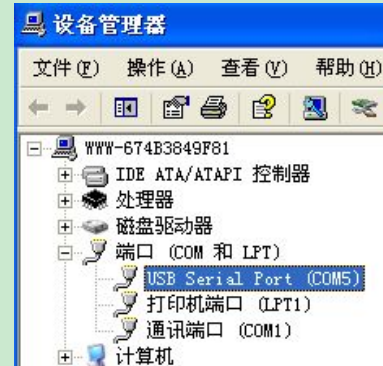 设备管理器
文件(F) 操作(A) 查看(V) 帮助(H)
WWW-674B3849F81
IDE ATA/ATAPI 控制器
处理器
磁盘驱动器
端口 (COM 和 LPT)
USB Serial Port (COM5)
打印机端口 (LPT1)
通讯端口 (COM1)
计算机